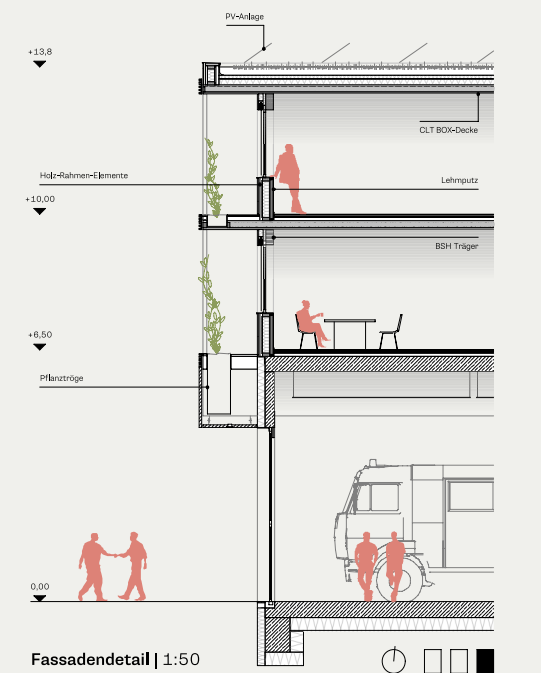 PV-Anlage
+13,8
CLT BOX-Decke
Holz-Rahmen-Elemente
Lehmputz
+10,00
BSH Träger
+6,50
Pflanztröge
0,00
Fassadendetail | 1:50